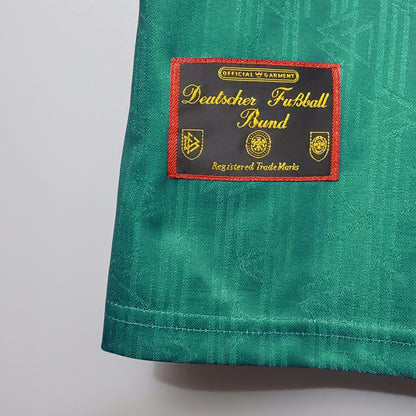 OFFICIAL GARMENT
Deutscher Fußball
Bund
Registered Trade Marks